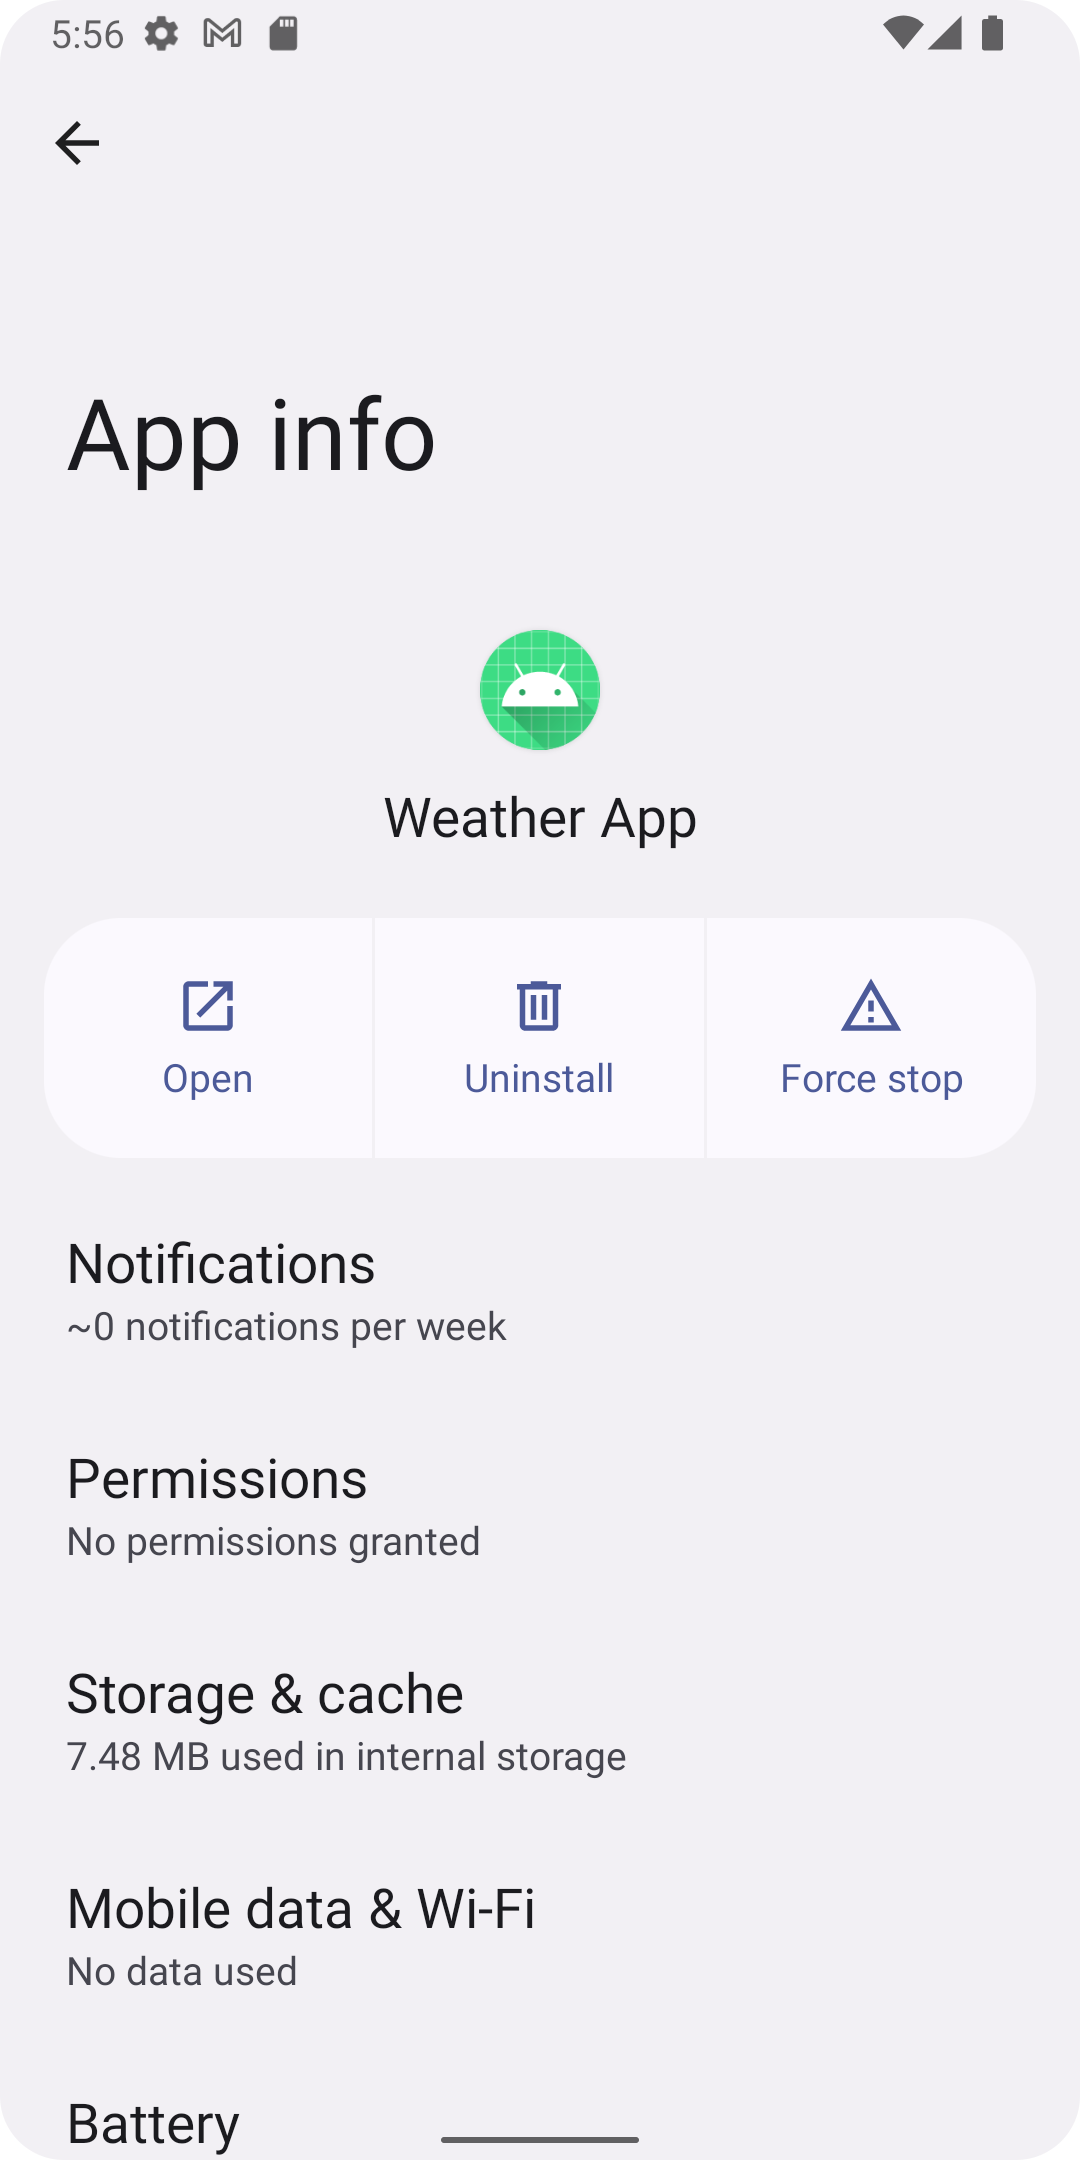 5:56
App info
Weather App
Open
Uninstall
Force stop
Notifications
~0 notifications per week
Permissions
No permissions granted
Storage & cache
7.48 MB used in internal storage
Mobile data & Wi-Fi
No data used
Battery